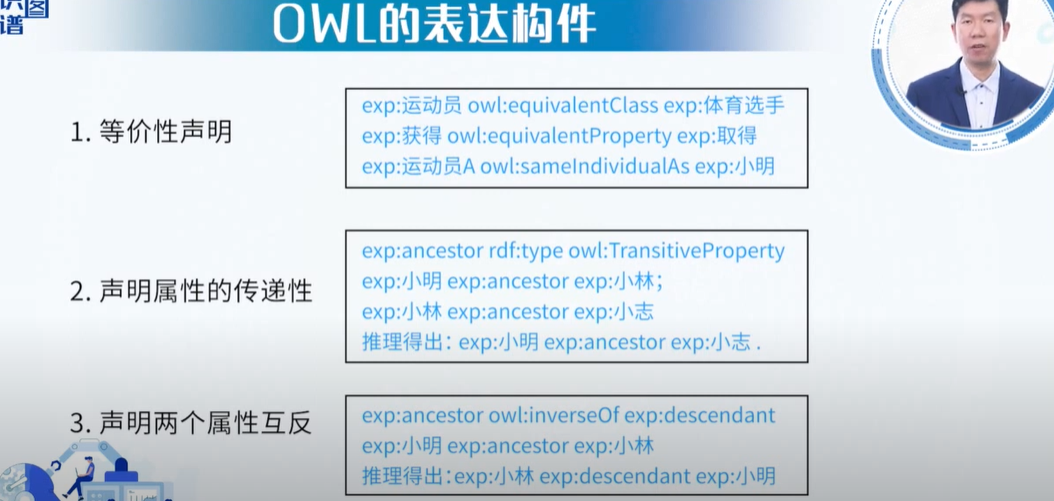 识图
谱
OWL的表达构件
1. 等价性声明
exp:运动员 owl:equivalentClass exp:体育选手
exp:获得 owl:equivalentProperty exp:取得
exp:运动员A owl:sameIndividualAs exp:小明
2. 声明属性的传递性
exp:ancestor rdf:type owl:TransitiveProperty
exp:小明 exp:ancestor exp:小林；
exp:小林 exp:ancestor exp:小志
推理得出：exp:小明 exp:ancestor exp:小志 .
3. 声明两个属性互反
exp:ancestor owl:inverseOf exp:descendant
exp:小明 exp:ancestor exp:小林
推理得出：exp:小林 exp:descendant exp:小明